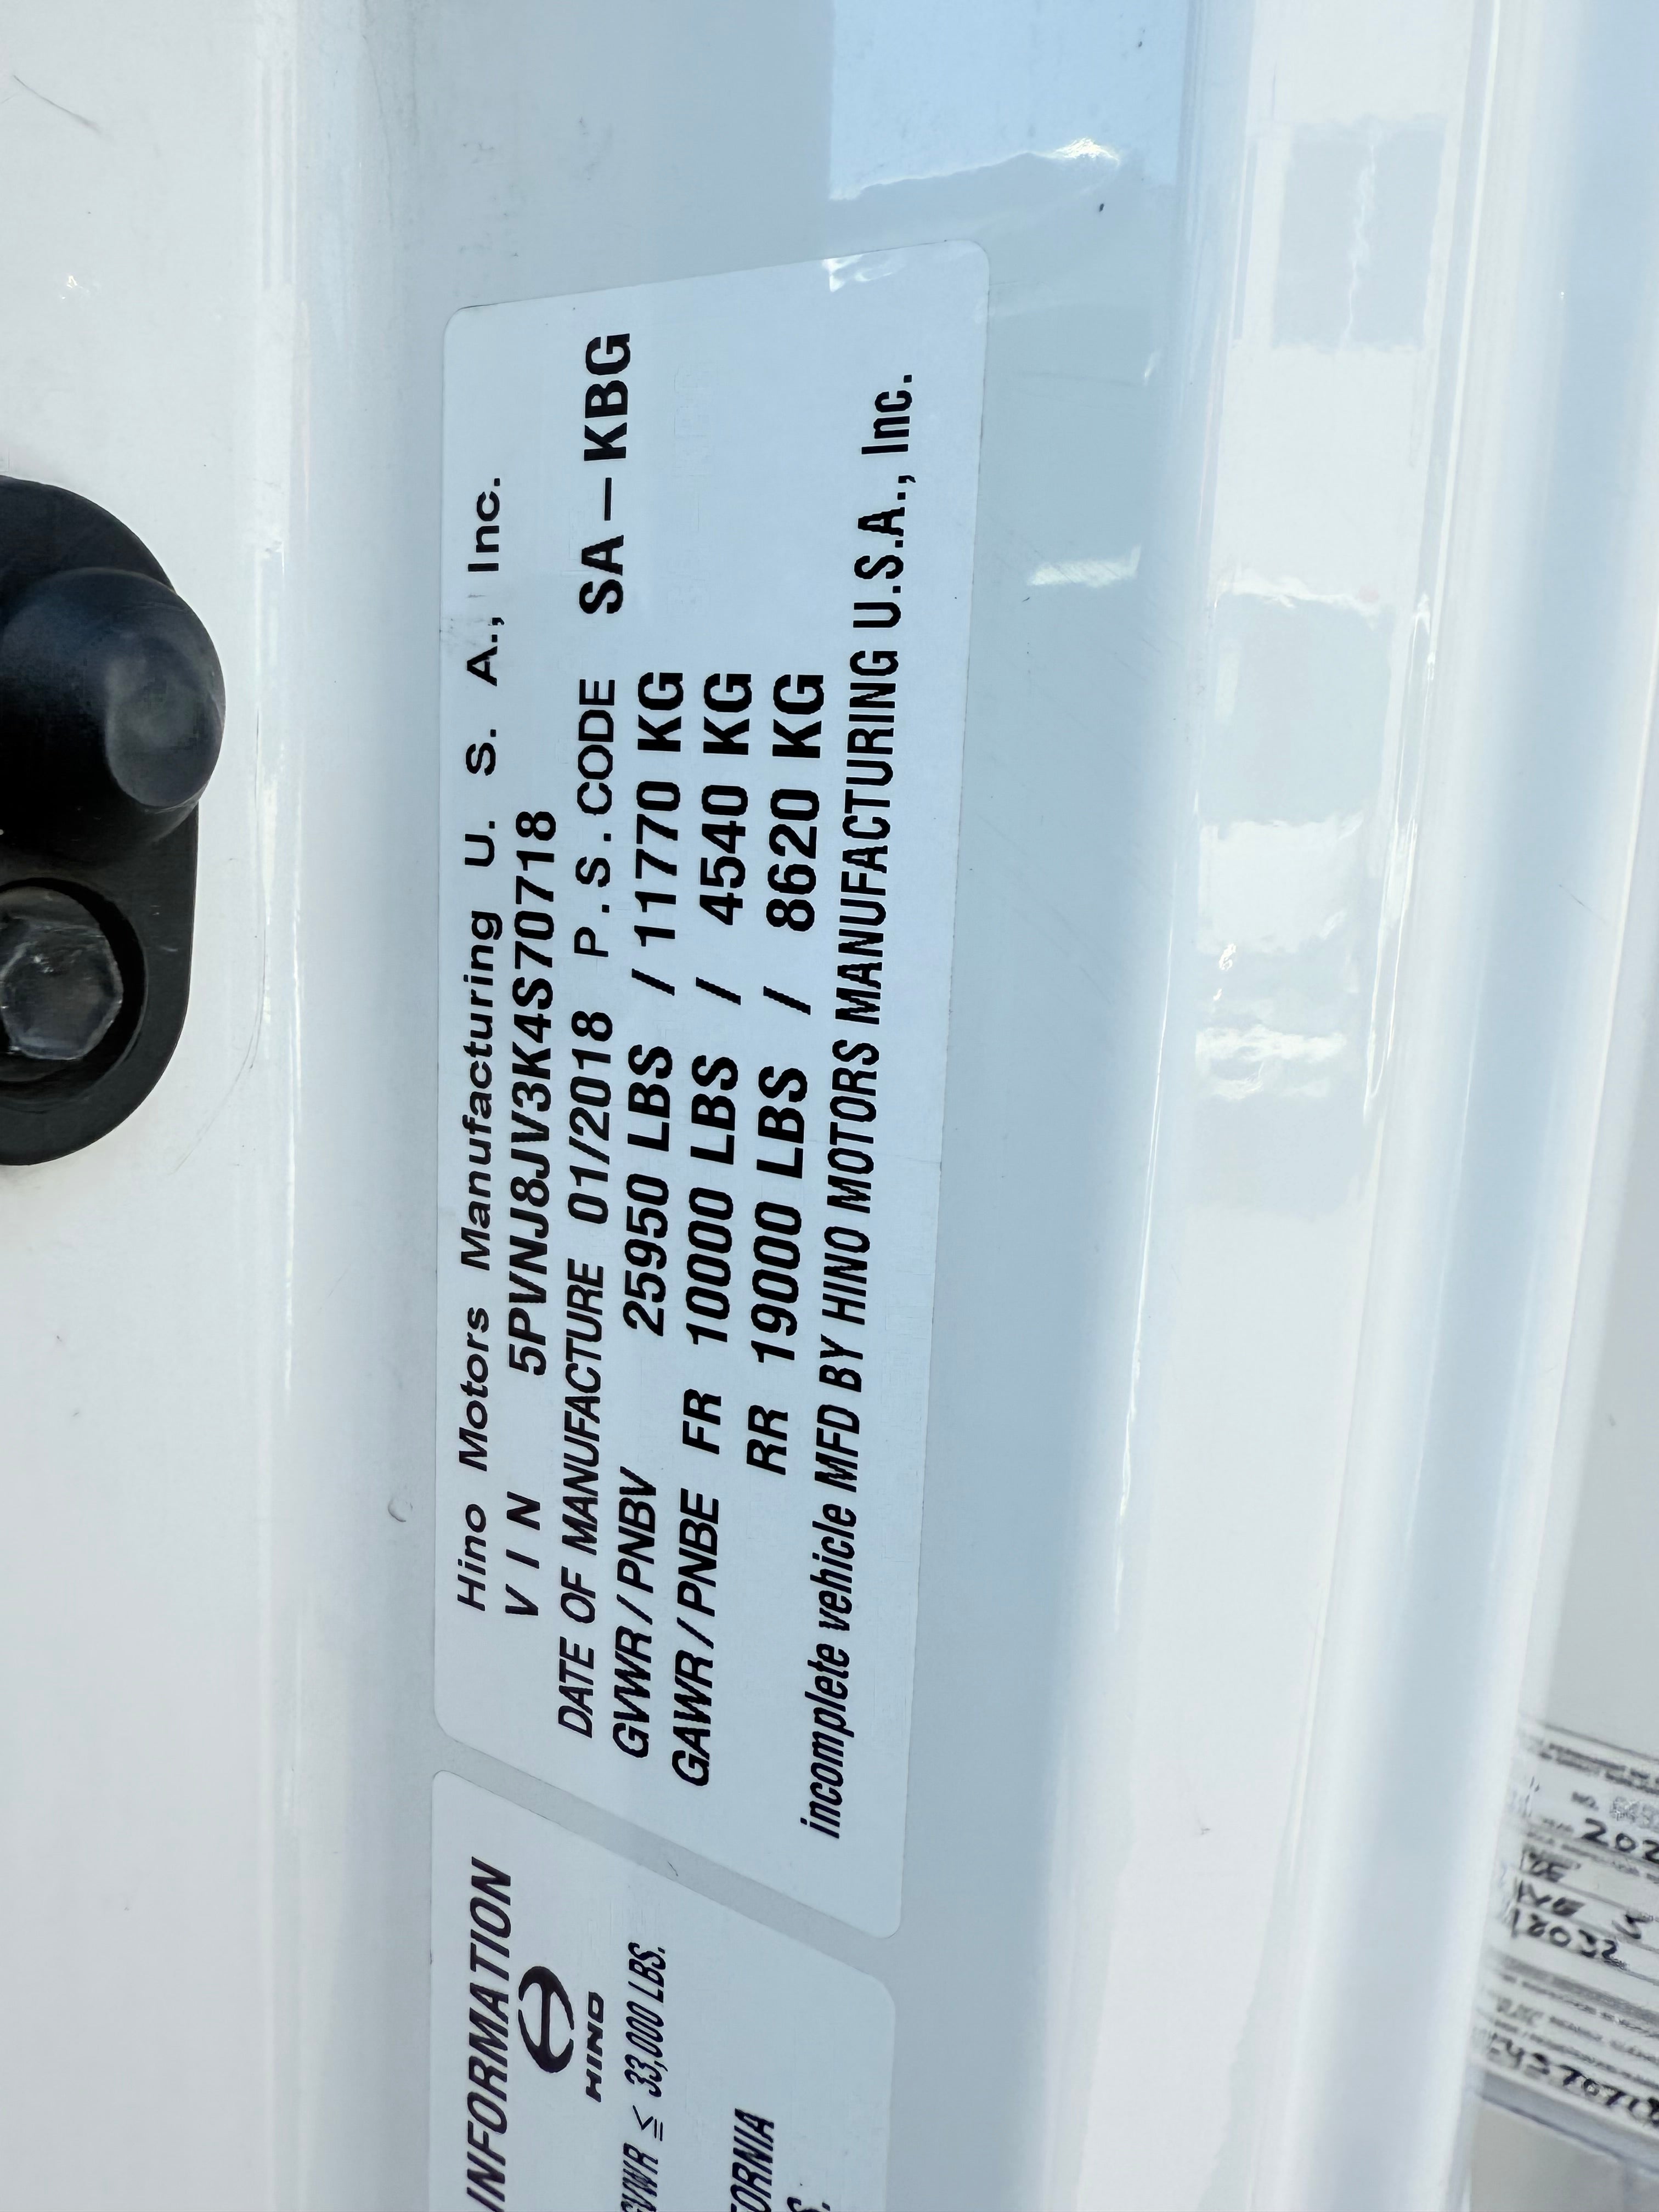 Hino Motors Manufacturing U. S. A., Inc.
VIN 5PVNJ8JV3K4S70718
DATE OF MANUFACTURE 01/2018 P.S.CODE SA-KBG
GVWR/PNBV 25950 LBS / 11770 KG
GAWR/PNBE FR 10000 LBS / 4540 KG
RR 19000 LBS / 8620 KG
incomplete vehicle MFD BY HINO MOTORS MANUFACTURING U.S.A., Inc.
INFORMATION
HINO
GVWR ≤ 33,000 LBS.